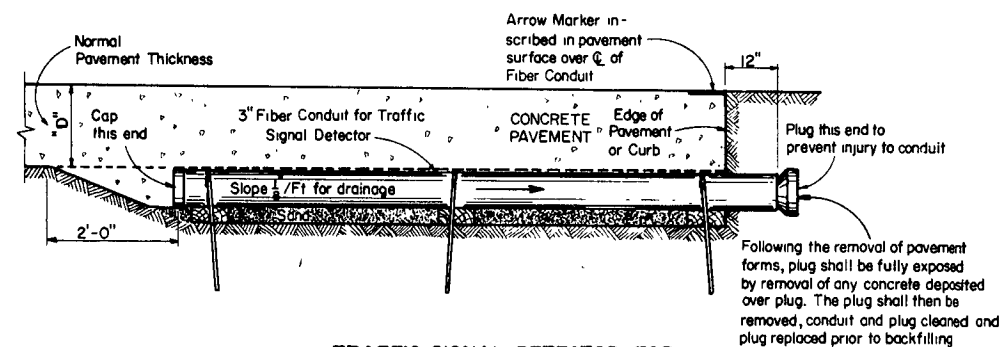 Normal
Pavement Thickness
"D"
Cap
this end
2'-0"
3" Fiber Conduit for Traffic
Signal Detector
Slope 1/8"/Ft for drainage
Sand
CONCRETE
PAVEMENT
Arrow Marker in-
scribed in pavement
surface over ℄ of
Fiber Conduit
Edge of
Pavement
or Curb
12"
Plug this end to
prevent injury to conduit
Following the removal of pavement
forms, plug shall be fully exposed
by removal of any concrete deposited
over plug. The plug shall then be
removed, conduit and plug cleaned and
plug replaced prior to backfilling